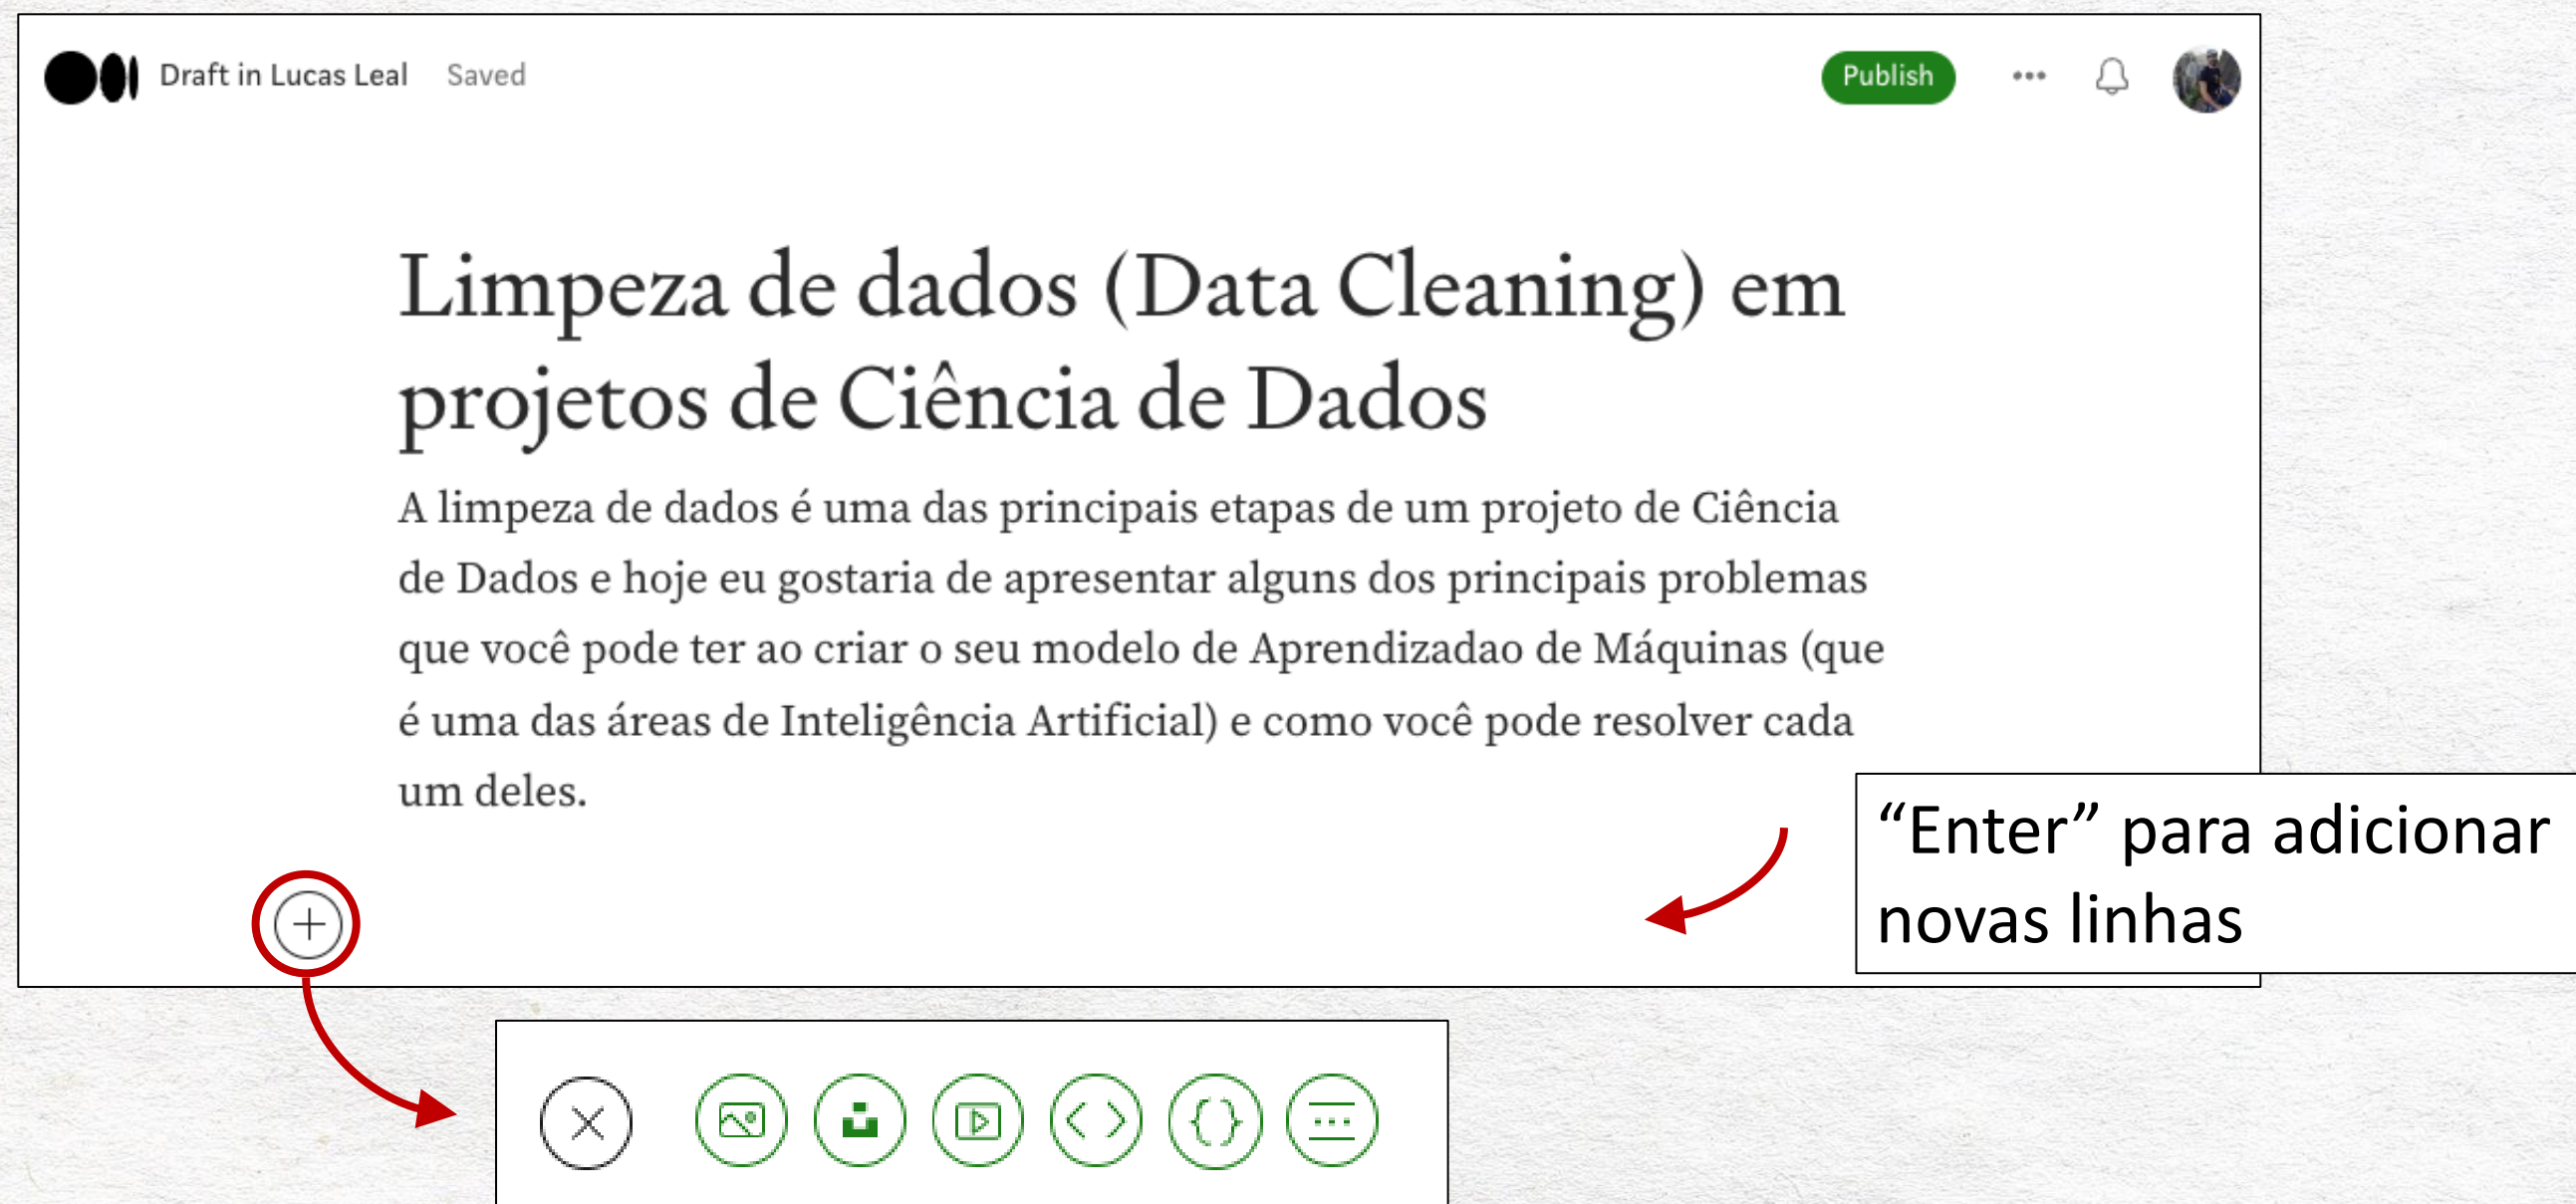 Draft in Lucas Leal Saved Publish
Limpeza de dados (Data Cleaning) em
projetos de Ciência de Dados
A limpeza de dados é uma das principais etapas de um projeto de Ciência
de Dados e hoje eu gostaria de apresentar alguns dos principais problemas
que você pode ter ao criar o seu modelo de Aprendizadao de Máquinas (que
é uma das áreas de Inteligência Artificial) e como você pode resolver cada
um deles.
“Enter” para adicionar
novas linhas